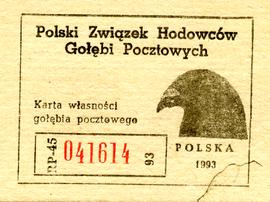 Polski Związek Hodowców
Gołębi Pocztowych
Karta własności
gołębia pocztowego
RP-45
041614
93
POLSKA
1993